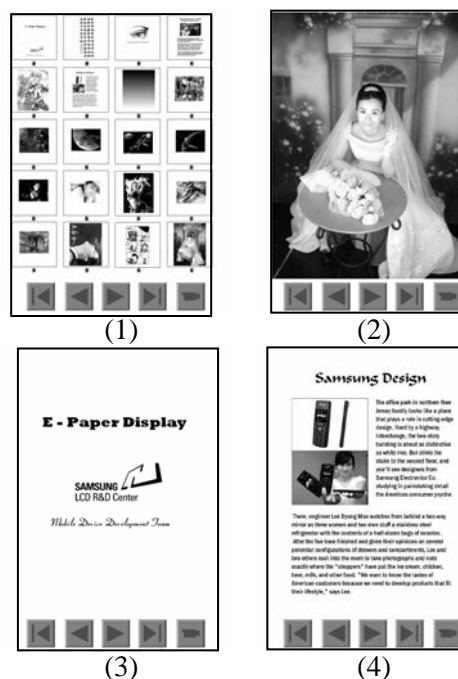 (1)
(2)
E - Paper Display
SAMSUNG
LCD R&D Center
Mobile Device Development Team
(3)
Samsung Design
The office park in northern New
Jersey hardly looks like a place
that plays a role in cutting edge
design. Hard by a highway
interchange, the two-story
building is about as distinctive
as white rice. But climb the
stairs to the second floor, and
you'll see designers from
Samsung Electronics Co.
studying in painstaking detail
the American consumer psyche.
There, engineer Lee Byung Moo watches from behind a two-way
mirror as three women and two men stuff a stainless steel
refrigerator with the contents of a half-dozen bags of groceries.
After the five have finished and given their opinions on several
potential configurations of drawers and compartments, Lee and
two others rush into the room to take photographs and note
exactly where the "shoppers" have put the ice cream, chicken,
beer, milk, and other food. "We want to know the tastes of
American customers because we need to develop products that fit
their lifestyle," says Lee.
(4)